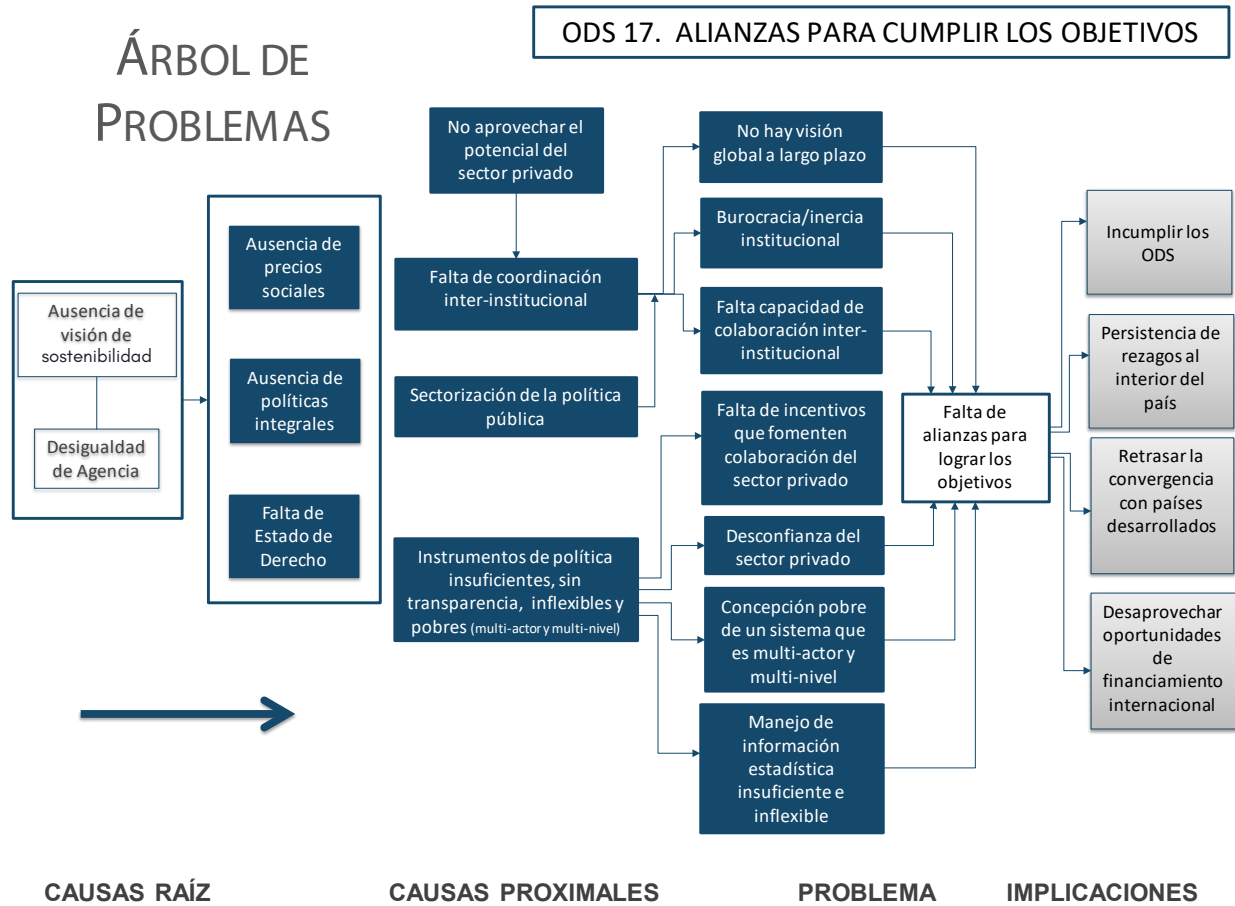 ÁRBOL DE
PROBLEMAS
ODS 17.  ALIANZAS PARA CUMPLIR LOS OBJETIVOS
Ausencia de
visión de
sostenibilidad
Desigualdad
de Agencia
Ausencia de
precios
sociales
Ausencia de
políticas
integrales
Falta de
Estado de
Derecho
No aprovechar el
potencial del
sector privado
Falta de coordinación
inter-institucional
Sectorización de la política
pública
Instrumentos de política
insuficientes, sin
transparencia,  inflexibles y
pobres (multi-actor y multi-nivel)
No hay visión
global a largo plazo
Burocracia/inercia
institucional
Falta capacidad de
colaboración inter-
institucional
Falta de incentivos
que fomenten
colaboración del
sector privado
Desconfianza del
sector privado
Concepción pobre
de un sistema que
es multi-actor y
multi-nivel
Manejo de
información
estadística
insuficiente e
inflexible
Falta de
alianzas para
lograr los
objetivos
Incumplir los
ODS
Persistencia de
rezagos al
interior del
país
Retrasar la
convergencia
con países
desarrollados
Desaprovechar
oportunidades
de
financiamiento
internacional
CAUSAS RAÍZ
CAUSAS PROXIMALES
PROBLEMA
IMPLICACIONES